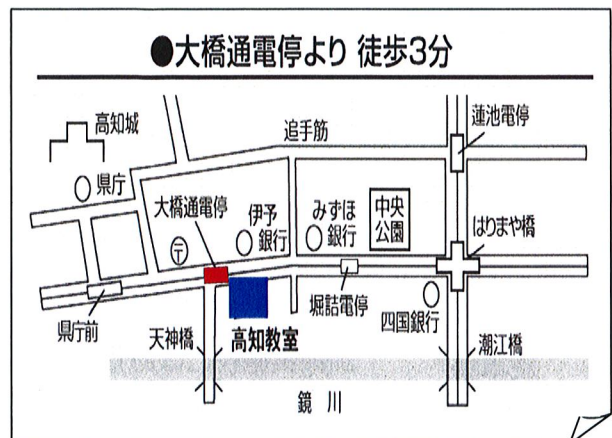 ●大橋通電停より 徒歩3分
高知城
追手筋
蓮池電停
県庁
大橋通電停
伊予
銀行
みずほ
銀行
中央
公園
はりまや橋
〒
県庁前
天神橋
高知教室
堀詰電停
四国銀行
潮江橋
鏡 川